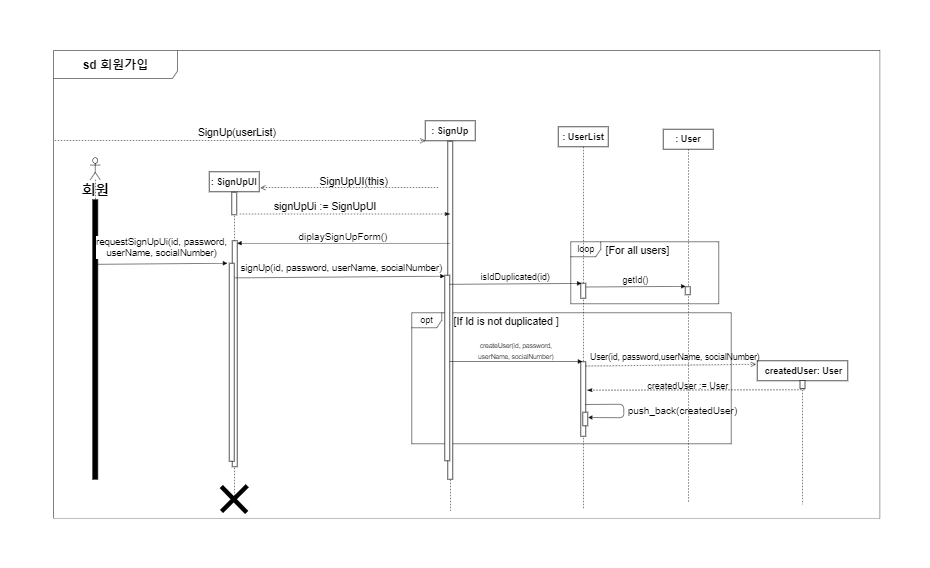 sd 회원가입
SignUp(userList)
: SignUp
: UserList
: User
회원
: SignUpUI
SignUpUI(this)
signUpUi := SignUpUI
diplaySignUpForm()
requestSignUpUi(id, password,
userName, socialNumber)
loop
[For all users]
signUp(id, password, userName, socialNumber)
isIdDuplicated(id)
getId()
opt
[If Id is not duplicated ]
createUser(id, password,
userName, socialNumber)
User(id, password,userName, socialNumber)
createdUser: User
createdUser := User
push_back(createdUser)